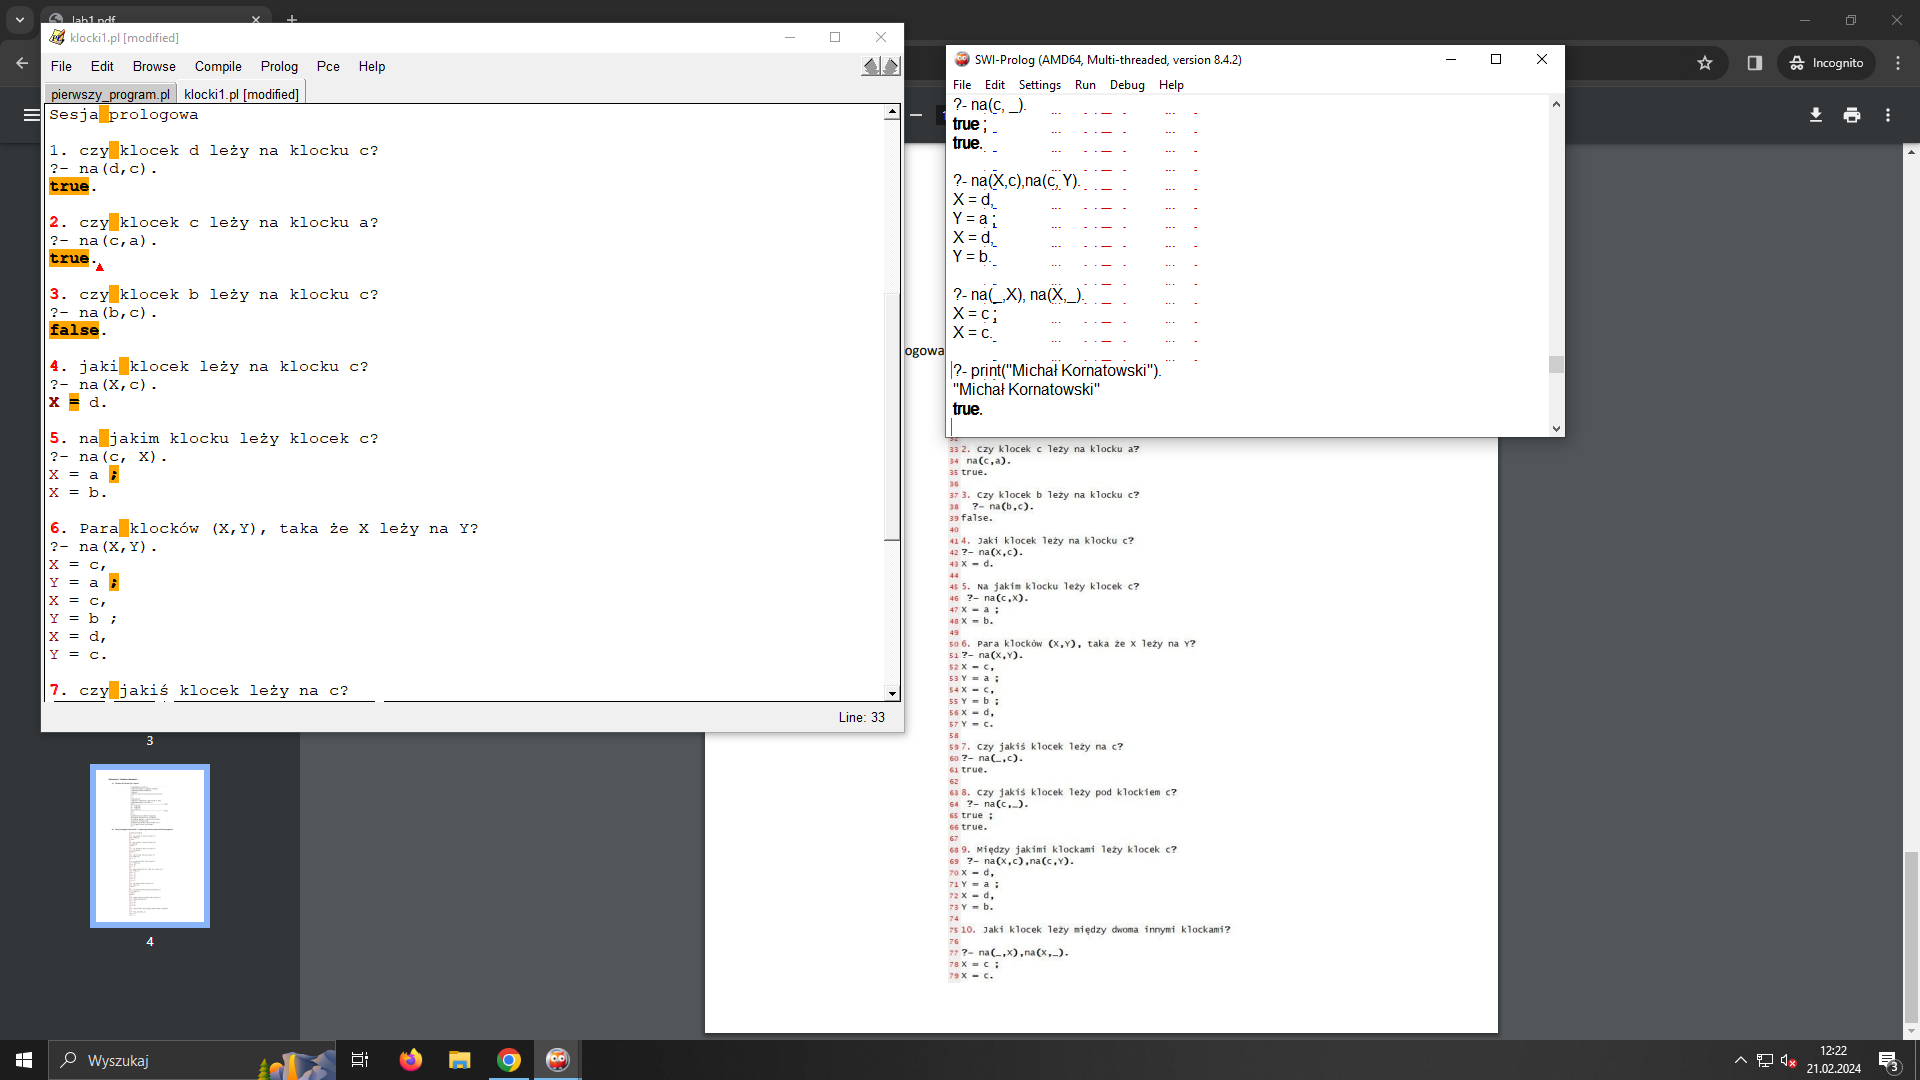 lab1.pdf
Incognito
klocki1.pl [modified]
File Edit Browse Compile Prolog Pce Help
pierwszy_program.pl klocki1.pl [modified]
Sesja prologowa
1. czy klocek d leży na klocku c?
?- na(d,c).
true.
2. czy klocek c leży na klocku a?
?- na(c,a).
true.
3. czy klocek b leży na klocku c?
?- na(b,c).
false.
4. jaki klocek leży na klocku c?
?- na(X,c).
X = d.
5. na jakim klocku leży klocek c?
?- na(c, X).
X = a ;
X = b.
6. Para klocków (X,Y), taka że X leży na Y?
?- na(X,Y).
X = c,
Y = a ;
X = c,
Y = b ;
X = d,
Y = c.
7. czy jakiś klocek leży na c?
Line: 33
SWI-Prolog (AMD64, Multi-threaded, version 8.4.2)
File Edit Settings Run Debug Help
?- na(c, _).
true ;
true.
?- na(X,c),na(c, Y).
X = d,
Y = a ;
X = d,
Y = b.
?- na(_,X), na(X,_).
X = c ;
X = c.
?- print("Michał Kornatowski").
"Michał Kornatowski"
true.
ogowa
32
33 2. Czy klocek c leży na klocku a?
34 na(c,a).
35 true.
36
37 3. Czy klocek b leży na klocku c?
38 ?- na(b,c).
39 false.
40
41 4. Jaki klocek leży na klocku c?
42 ?- na(X,c).
43 X = d.
44
45 5. Na jakim klocku leży klocek c?
46 ?- na(c,X).
47 X = a ;
48 X = b.
49
50 6. Para klocków (X,Y), taka że X leży na Y?
51 ?- na(X,Y).
52 X = c,
53 Y = a ;
54 X = c,
55 Y = b ;
56 X = d,
57 Y = c.
58
59 7. Czy jakiś klocek leży na c?
60 ?- na(_,c).
61 true.
62
63 8. Czy jakiś klocek leży pod klockiem c?
64 ?- na(c,_).
65 true ;
66 true.
67
68 9. Między jakimi klockami leży klocek c?
69 ?- na(X,c),na(c,Y).
70 X = d,
71 Y = a ;
72 X = d,
73 Y = b.
74
75 10. Jaki klocek leży między dwoma innymi klockami?
76
77 ?- na(_,X),na(X,_).
78 X = c ;
79 X = c.
3
4
Wyszukaj
12:22
21.02.2024
3